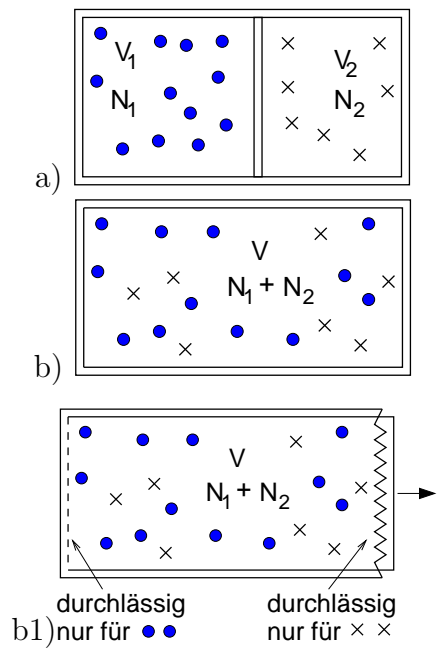 V₁ V₂
N₁ N₂
a)
V
N₁ + N₂
b)
V
N₁ + N₂
durchlässig durchlässig
b1) nur für nur für